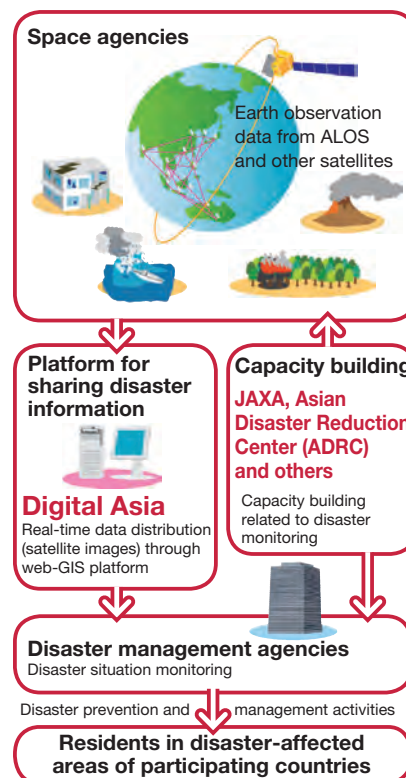 Space agencies
Earth observation
data from ALOS
and other satellites
Platform for
sharing disaster
information
Digital Asia
Real-time data distribution
(satellite images) through
web-GIS platform
Capacity building
JAXA, Asian
Disaster Reduction
Center (ADRC)
and others
Capacity building
related to disaster
monitoring
Disaster management agencies
Disaster situation monitoring
Disaster prevention and management activities
Residents in disaster-affected
areas of participating countries